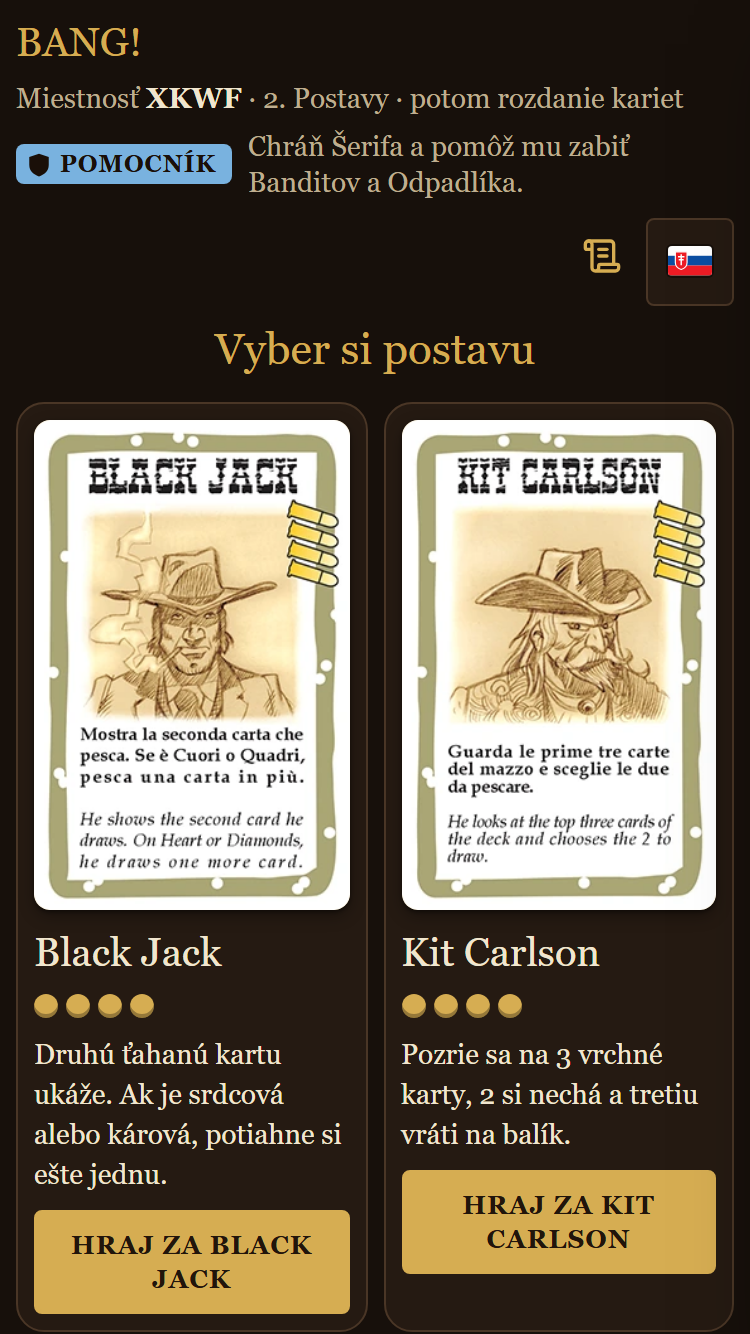 BANG!
Miestnosť XKWF · 2. Postavy · potom rozdanie kariet
POMOCNÍK
Chráň Šerifa a pomôž mu zabiť
Banditov a Odpadlíka.
Vyber si postavu
BLACK JACK
Mostra la seconda carta che
pesca. Se è Cuori o Quadri,
pesca una carta in più.
He shows the second card he
draws. On Heart or Diamonds,
he draws one more card.
Black Jack
Druhú ťahanú kartu
ukáže. Ak je srdcová
alebo kárová, potiahne si
ešte jednu.
HRAJ ZA BLACK
JACK
KIT CARLSON
Guarda le prime tre carte
del mazzo e sceglie le due
da pescare.
He looks at the top three cards of
the deck and chooses the 2 to
draw.
Kit Carlson
Pozrie sa na 3 vrchné
karty, 2 si nechá a tretiu
vráti na balík.
HRAJ ZA KIT
CARLSON